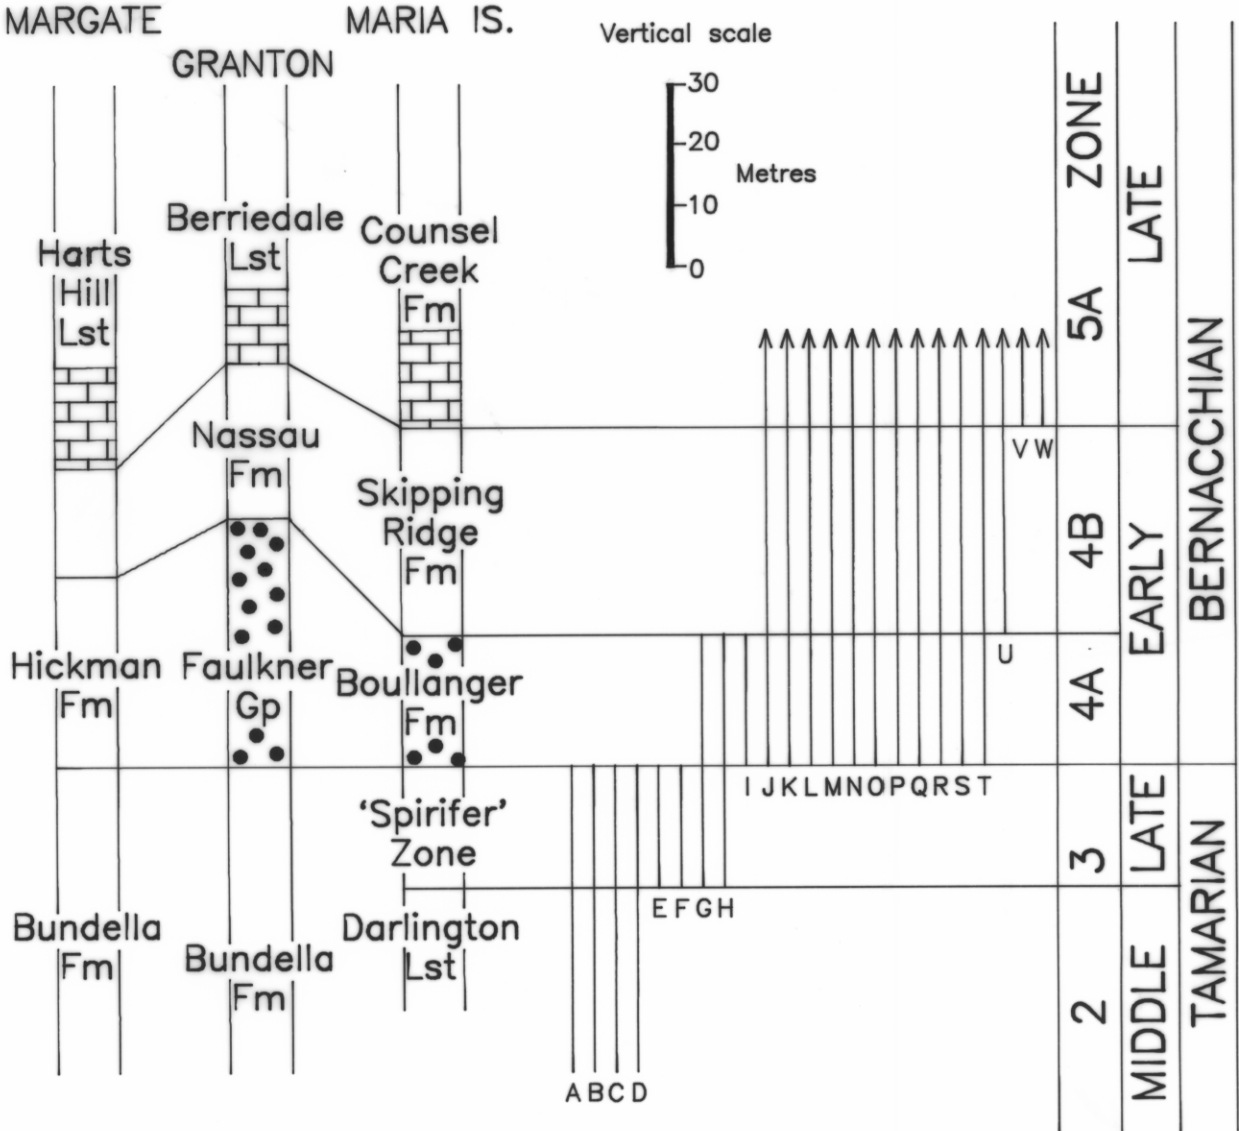 MARGATE
GRANTON
MARIA IS.
Vertical scale
30
20
10
0
Metres
Harts
Hill
Lst
Berriedale
Lst
Counsel
Creek
Fm
Nassau
Fm
Skipping
Ridge
Fm
Hickman
Fm
Faulkner
Gp
Boullanger
Fm
'Spirifer'
Zone
Bundella
Fm
Bundella
Fm
Darlington
Lst
V W
U
I J K L M N O P Q R S T
E F G H
A B C D
ZONE
5A
4B
4A
3
2
LATE
EARLY
LATE
MIDDLE
BERNACCHIAN
TAMARIAN